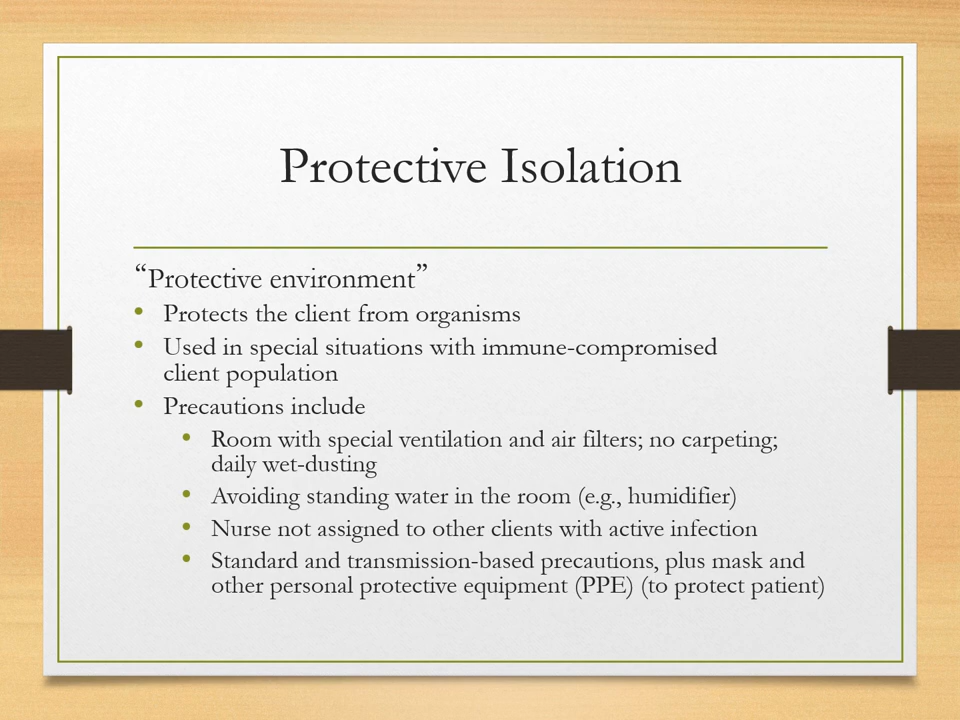 Protective Isolation
“Protective environment”
• Protects the client from organisms
• Used in special situations with immune-compromised
client population
• Precautions include
• Room with special ventilation and air filters; no carpeting;
daily wet-dusting
• Avoiding standing water in the room (e.g., humidifier)
• Nurse not assigned to other clients with active infection
• Standard and transmission-based precautions, plus mask and
other personal protective equipment (PPE) (to protect patient)